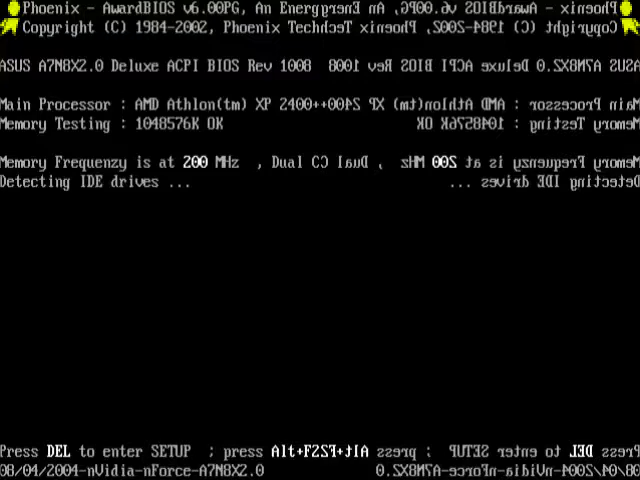 Phoenix - AwardBIOS v6.00PG, An Energy
Copyright (C) 1984-2002, Phoenix Tech
ASUS A7N8X2.0 Deluxe ACPI BIOS Rev 1008
Main Processor : AMD Athlon(tm) XP 2400+
Memory Testing : 1048576K OK
Memory Frequenzy is at 200 MHz , Dual C
Detecting IDE drives ...
Press DEL to enter SETUP ; press Alt+F2
08/04/2004-nVidia-nForce-A7N8X2.0